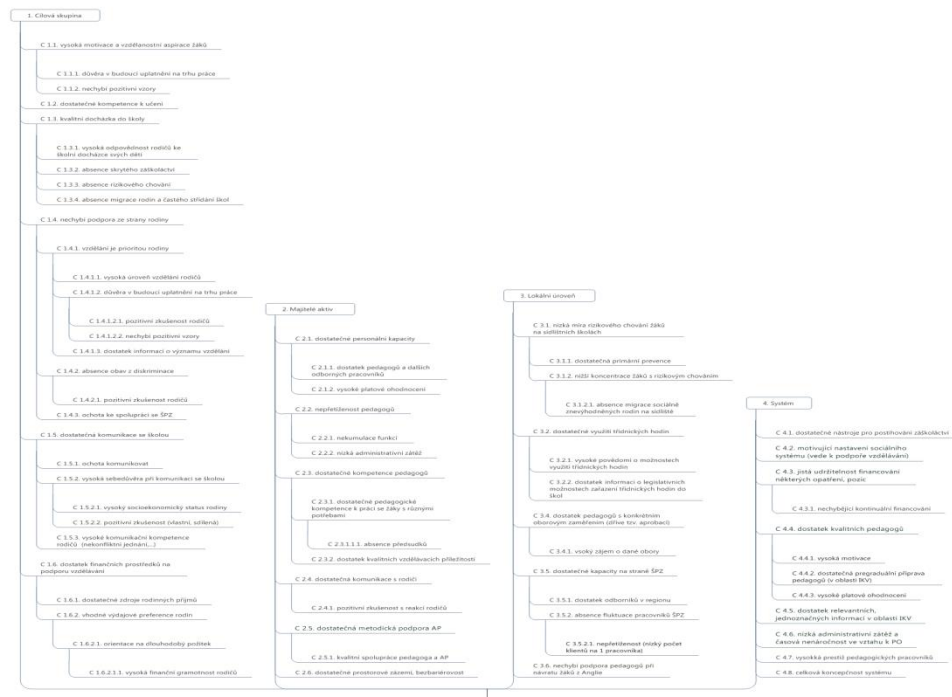 1. Cílová skupina
C 1.1. vysoká motivace a vzdělanostní aspirace žáků
C 1.1.1. důvěra v budoucí uplatnění na trhu práce
C 1.1.2. nechybí pozitivní vzory
C 1.2. dostatečné kompetence k učení
C 1.3. kvalitní docházka do školy
C 1.3.1. vysoká odpovědnost rodičů ke
školní docházce svých dětí
C 1.3.2. absence skrytého záškoláctví
C 1.3.3. absence rizikového chování
C 1.3.4. absence migrace rodin a častého střídání škol
C 1.4. nechybí podpora ze strany rodiny
C 1.4.1. vzdělání je prioritou rodiny
C 1.4.1.1. vysoká úroveň vzdělání rodičů
C 1.4.1.2. důvěra v budoucí uplatnění na trhu práce
C 1.4.1.2.1. pozitivní zkušenost rodičů
C 1.4.1.2.2. nechybí pozitivní vzory
C 1.4.1.3. dostatek informací o významu vzdělání
C 1.4.2. absence obav z diskriminace
C 1.4.2.1. pozitivní zkušenost rodičů
C 1.4.3. ochota ke spolupráci se ŠPZ
C 1.5. dostatečná komunikace se školou
C 1.5.1. ochota komunikovat
C 1.5.2. vysoká sebedůvěra při komunikaci se školou
C 1.5.2.1. vysoký socioekonomický status rodiny
C 1.5.2.2. pozitivní zkušenost (vlastní, sdílená)
C 1.5.3. vysoké komunikační kompetence
rodičů (nekonfliktní jednání,...)
C 1.6. dostatek finančních prostředků na
podporu vzdělávání
C 1.6.1. dostatečné zdroje rodinných příjmů
C 1.6.2. vhodné výdajové preference rodin
C 1.6.2.1. orientace na dlouhodobý požitek
C 1.6.2.1.1. vysoká finanční gramotnost rodičů
2. Majitelé aktiv
C 2.1. dostatečné personální kapacity
C 2.1.1. dostatek pedagogů a dalších
odborných pracovníků
C 2.1.2. vysoké platové ohodnocení
C 2.2. nepřetíženost pedagogů
C 2.2.1. nekumulace funkcí
C 2.2.2. nízká administrativní zátěž
C 2.3. dostatečné kompetence pedagogů
C 2.3.1. dostatečné pedagogické
kompetence k práci se žáky s různými
potřebami
C 2.3.1.1.1. absence předsudků
C 2.3.2. dostatek kvalitních vzdělávacích příležitostí
C 2.4. dostatečná komunikace s rodiči
C 2.4.1. pozitivní zkušenost s reakcí rodičů
C 2.5. dostatečná metodická podpora AP
C 2.5.1. kvalitní spolupráce pedagoga a AP
C 2.6. dostatečné prostorové zázemí, bezbariérovost
3. Lokální úroveň
C 3.1. nízká míra rizikového chování žáků
na sídlištních školách
C 3.1.1. dostatečná primární prevence
C 3.1.2. nižší koncentrace žáků s rizikovým chováním
C 3.1.2.1. absence migrace sociálně
znevýhodněných rodin na sídliště
C 3.2. dostatečné využití třídnických hodin
C 3.2.1. vysoké povědomí o možnostech
využití třídnických hodin
C 3.2.2. dostatek informací o legislativních
možnostech zařazení třídnických hodin do
škol
C 3.4. dostatek pedagogů s konkrétním
oborovým zaměřením (dříve tzv. aprobací)
C 3.4.1. vsoký zájem o dané obory
C 3.5. dostatečné kapacity na straně ŠPZ
C 3.5.1. dostatek odborníků v regionu
C 3.5.2. absence fluktuace pracovníků ŠPZ
C 3.5.2.1. nepřetíženost (nízký počet
klientů na 1 pracovníka)
C 3.6. nechybí podpora pedagogů při
návratu žáků z Anglie
4. Systém
C 4.1. dostatečné nástroje pro postihování záškoláctví
C 4.2. motivující nastavení sociálního
systému (vede k podpoře vzdělávání)
C 4.3. jistá udržitelnost financování
některých opatření, pozic
C 4.3.1. nechybějící kontinuální financování
C 4.4. dostatek kvalitních pedagogů
C 4.4.1. vysoká motivace
C 4.4.2. dostatečná pregraduální příprava
pedagogů (v oblasti IKV)
C 4.4.3. vysoké platové ohodnocení
C 4.5. dostatek relevantních,
jednoznačných informací v oblasti IKV
C 4.6. nízká administrativní zátěž a
časová nenáročnost ve vztahu k PO
C 4.7. vysokká prestiž pedagogických pracovníků
C 4.8. celková koncepčnost systému